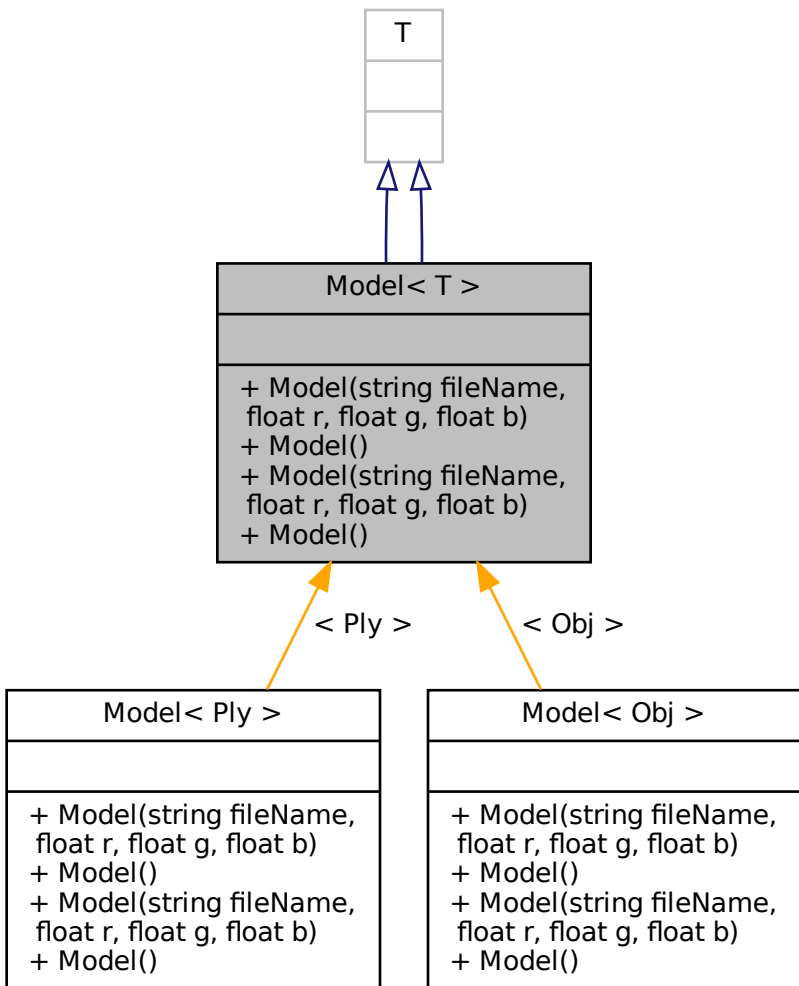 T
Model< T >
+ Model(string fileName,
float r, float g, float b)
+ Model()
+ Model(string fileName,
float r, float g, float b)
+ Model()
< Ply >
< Obj >
Model< Ply >
+ Model(string fileName,
float r, float g, float b)
+ Model()
+ Model(string fileName,
float r, float g, float b)
+ Model()
Model< Obj >
+ Model(string fileName,
float r, float g, float b)
+ Model()
+ Model(string fileName,
float r, float g, float b)
+ Model()